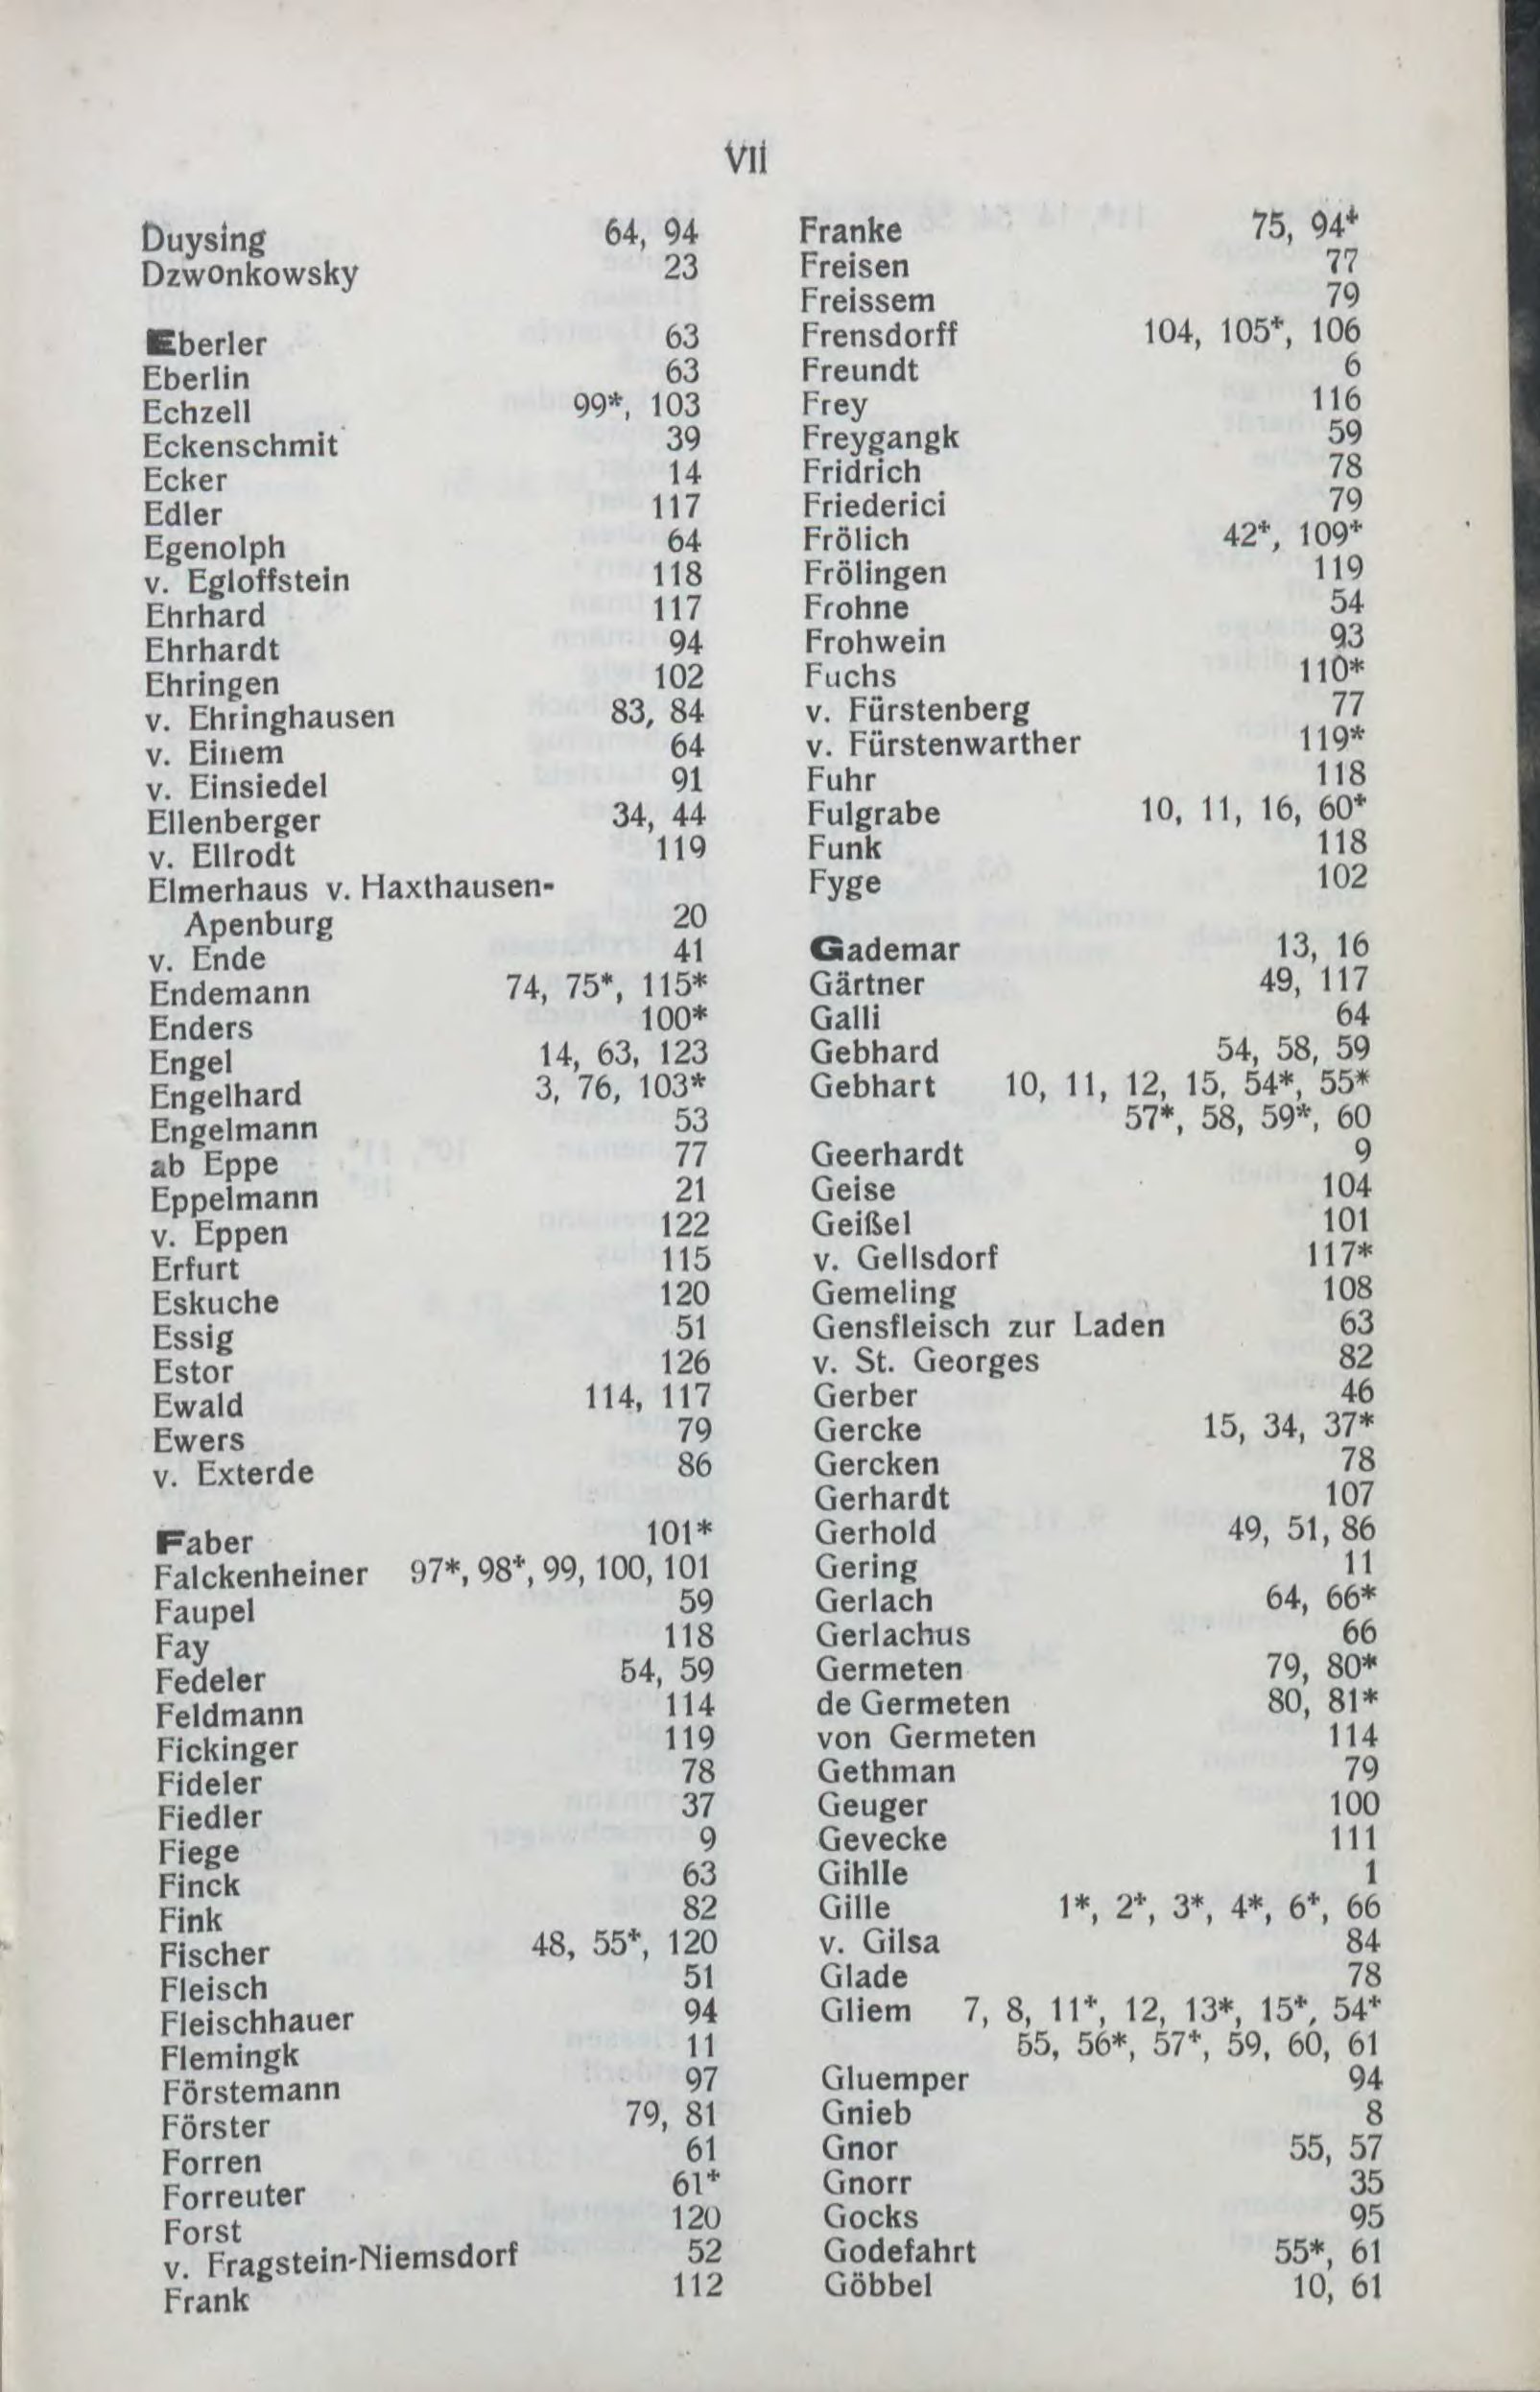 VII
Duysing 64, 94
Dzwonkowsky 23
Eberler 63
Eberlin 63
Echzell 99*, 103
Eckenschmit 39
Ecker 14
Edler 117
Egenolph 64
v. Egloffstein 118
Ehrhard 117
Ehrhardt 94
Ehringen 102
v. Ehringhausen 83, 84
v. Einem 64
v. Einsiedel 91
Ellenberger 34, 44
v. Ellrodt 119
Elmerhaus v. Haxthausen-
Apenburg 20
v. Ende 41
Endemann 74, 75*, 115*
Enders 100*
Engel 14, 63, 123
Engelhard 3, 76, 103*
Engelmann 53
ab Eppe 77
Eppelmann 21
v. Eppen 122
Erfurt 115
Eskuche 120
Essig 51
Estor 126
Ewald 114, 117
Ewers 79
v. Exterde 86
Faber 101*
Falckenheiner 97*, 98*, 99, 100, 101
Faupel 59
Fay 118
Fedeler 54, 59
Feldmann 114
Fickinger 119
Fideler 78
Fiedler 37
Fiege 9
Finck 63
Fink 82
Fischer 48, 55*, 120
Fleisch 51
Fleischhauer 94
Flemingk 11
Förstemann 97
Förster 79, 81
Forren 61
Forreuter 61*
Forst 120
v. Fragstein-Niemsdorf 52
Frank 112
Franke 75, 94*
Freisen 77
Freissem 79
Frensdorff 104, 105*, 106
Freundt 6
Frey 116
Freygangk 59
Fridrich 78
Friederici 79
Frölich 42*, 109*
Frölingen 119
Frohne 54
Frohwein 93
Fuchs 110*
v. Fürstenberg 77
v. Fürstenwarther 119*
Fuhr 118
Fulgrabe 10, 11, 16, 60*
Funk 118
Fyge 102
Gademar 13, 16
Gärtner 49, 117
Galli 64
Gebhard 54, 58, 59
Gebhart 10, 11, 12, 15, 54*, 55*
57*, 58, 59*, 60
Geerhardt 9
Geise 104
Geißel 101
v. Gellsdorf 117*
Gemeling 108
Gensfleisch zur Laden 63
v. St. Georges 82
Gerber 46
Gercke 15, 34, 37*
Gercken 78
Gerhardt 107
Gerhold 49, 51, 86
Gering 11
Gerlach 64, 66*
Gerlachus 66
Germeten 79, 80*
de Germeten 80, 81*
von Germeten 114
Gethman 79
Geuger 100
Gevecke 111
Gihlle 1
Gille 1*, 2*, 3*, 4*, 6*, 66
v. Gilsa 84
Glade 78
Gliem 7, 8, 11*, 12, 13*, 15*, 54*
55, 56*, 57*, 59, 60, 61
Gluemper 94
Gnieb 8
Gnor 55, 57
Gnorr 35
Gocks 95
Godefahrt 55*, 61
Göbbel 10, 61